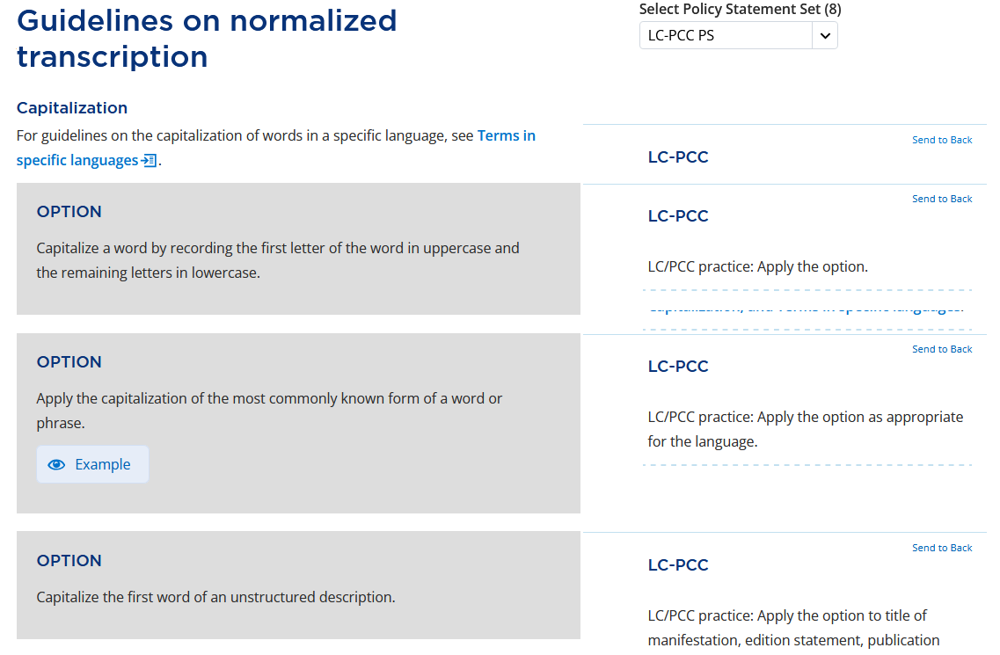 Guidelines on normalized
transcription
Select Policy Statement Set (8)
LC-PCC PS
Capitalization
For guidelines on the capitalization of words in a specific language, see Terms in
specific languages.
Send to Back
LC-PCC
OPTION
Capitalize a word by recording the first letter of the word in uppercase and
the remaining letters in lowercase.
Send to Back
LC-PCC
LC/PCC practice: Apply the option.
OPTION
Apply the capitalization of the most commonly known form of a word or
phrase.
Example
Send to Back
LC-PCC
LC/PCC practice: Apply the option as appropriate
for the language.
OPTION
Capitalize the first word of an unstructured description.
Send to Back
LC-PCC
LC/PCC practice: Apply the option to title of
manifestation, edition statement, publication